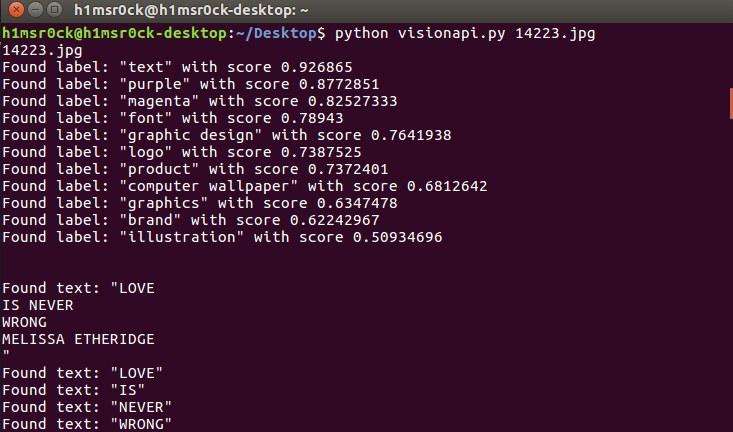 h1msr0ck@h1msr0ck-desktop: ~
h1msr0ck@h1msr0ck-desktop:~/Desktop$ python visionapi.py 14223.jpg
14223.jpg
Found label: "text" with score 0.926865
Found label: "purple" with score 0.8772851
Found label: "magenta" with score 0.82527333
Found label: "font" with score 0.78943
Found label: "graphic design" with score 0.7641938
Found label: "logo" with score 0.7387525
Found label: "product" with score 0.7372401
Found label: "computer wallpaper" with score 0.6812642
Found label: "graphics" with score 0.6347478
Found label: "brand" with score 0.62242967
Found label: "illustration" with score 0.50934696
Found text: "LOVE
IS NEVER
WRONG
MELISSA ETHERIDGE
"
Found text: "LOVE"
Found text: "IS"
Found text: "NEVER"
Found text: "WRONG"